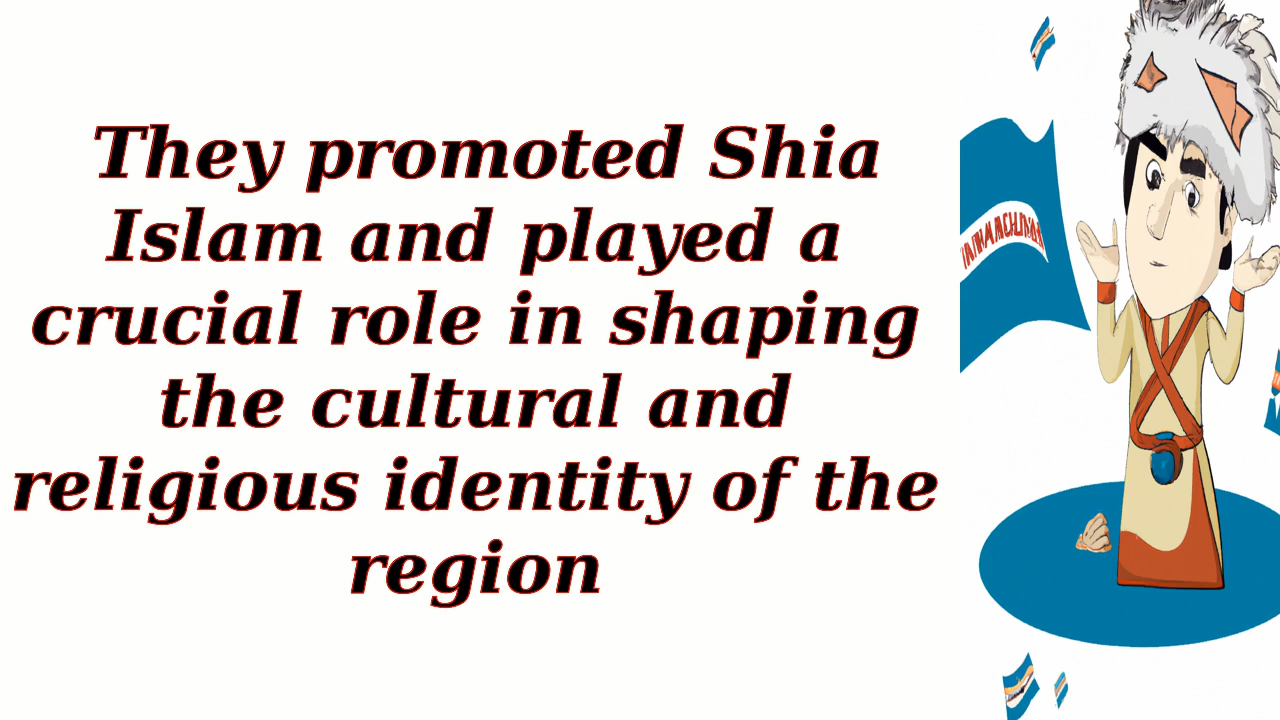 They promoted Shia
Islam and played a
crucial role in shaping
the cultural and
religious identity of the
region